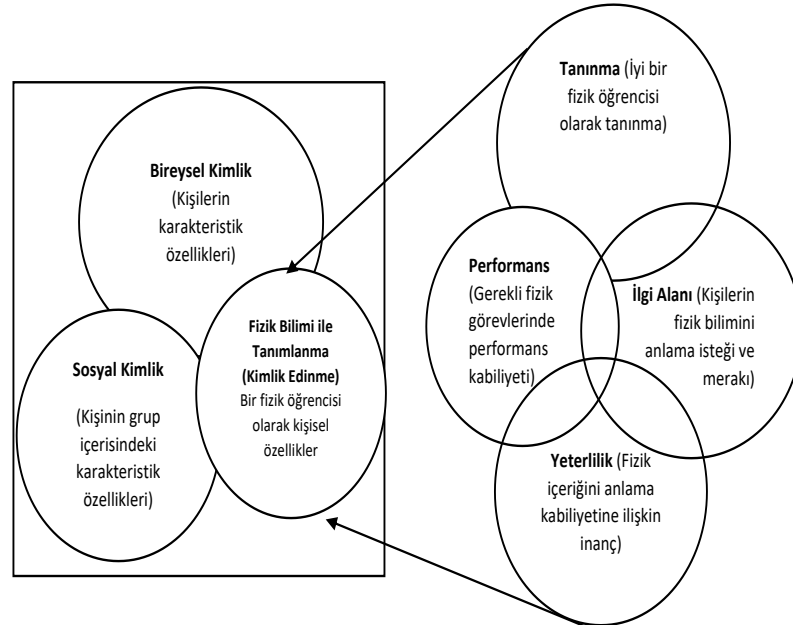 Bireysel Kimlik
(Kişilerin
karakteristik
özellikleri)
Sosyal Kimlik
(Kişinin grup
içerisindeki
karakteristik
özellikleri)
Fizik Bilimi ile
Tanımlanma
(Kimlik Edinme)
Bir fizik öğrencisi
olarak kişisel
özellikler
Tanınma (İyi bir
fizik öğrencisi
olarak tanınma)
Performans
(Gerekli fizik
görevlerinde
performans
kabiliyeti)
İlgi Alanı (Kişilerin
fizik bilimini
anlama isteği ve
merakı)
Yeterlilik (Fizik
içeriğini anlama
kabiliyetine ilişkin
inanç)